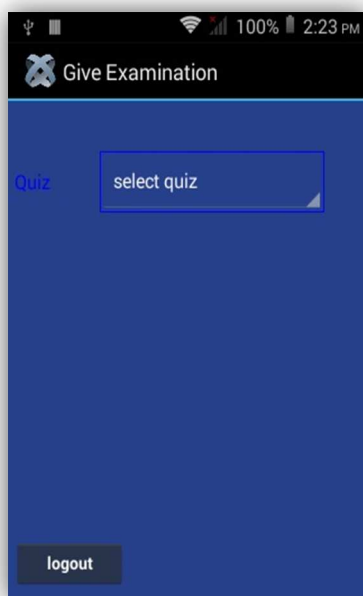 100% 2:23 PM
Give Examination
Quiz
select quiz
logout